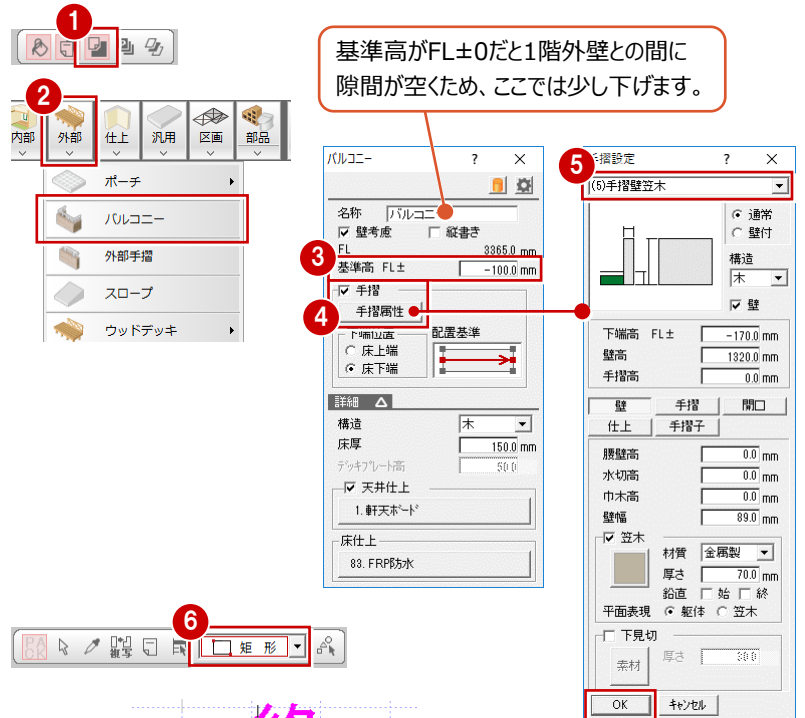 1
基準高がFL±0だと1階外壁との間に
隙間が空くため、ここでは少し下げます。
2
内部 外部 仕上 汎用 区画 部品
ポーチ
バルコニー
外部手摺
スロープ
ウッドデッキ
バルコニー ? ×
名称 バルコニ
壁考慮 縦書き
FL 3365.0 mm
3
基準高 FL± -100.0 mm
手摺
4
手摺属性
下端位置 配置基準
床上端
床下端
詳細
構造 木
床厚 150.0 mm
デッキプレート高 50.0
天井仕上
1. 軒天ボード
床仕上
83. FRP防水
5
手摺設定 ? ×
(5)手摺壁笠木
通常
壁付
構造
木
壁
下端高 FL± -170.0 mm
壁高 1320.0 mm
手摺高 0.0 mm
壁 手摺 開口
仕上 手摺子
腰壁高 0.0 mm
水切高 0.0 mm
巾木高 0.0 mm
壁幅 89.0 mm
笠木
材質 金属製
厚さ 70.0 mm
鉛直 始 終
平面表現 躯体 笠木
下見切
素材 厚さ 30.0
OK キャンセル
6
PACK 複写 矩形